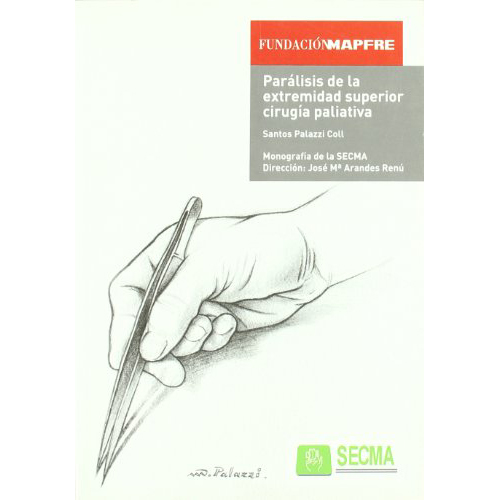 FUNDACIÓNMAPFRE
Parálisis de la
extremidad superior
cirugía paliativa
Santos Palazzi Coll
Monografía de la SECMA
Dirección: José Mª Arandes Renú
S. Palazzi.
SECMA